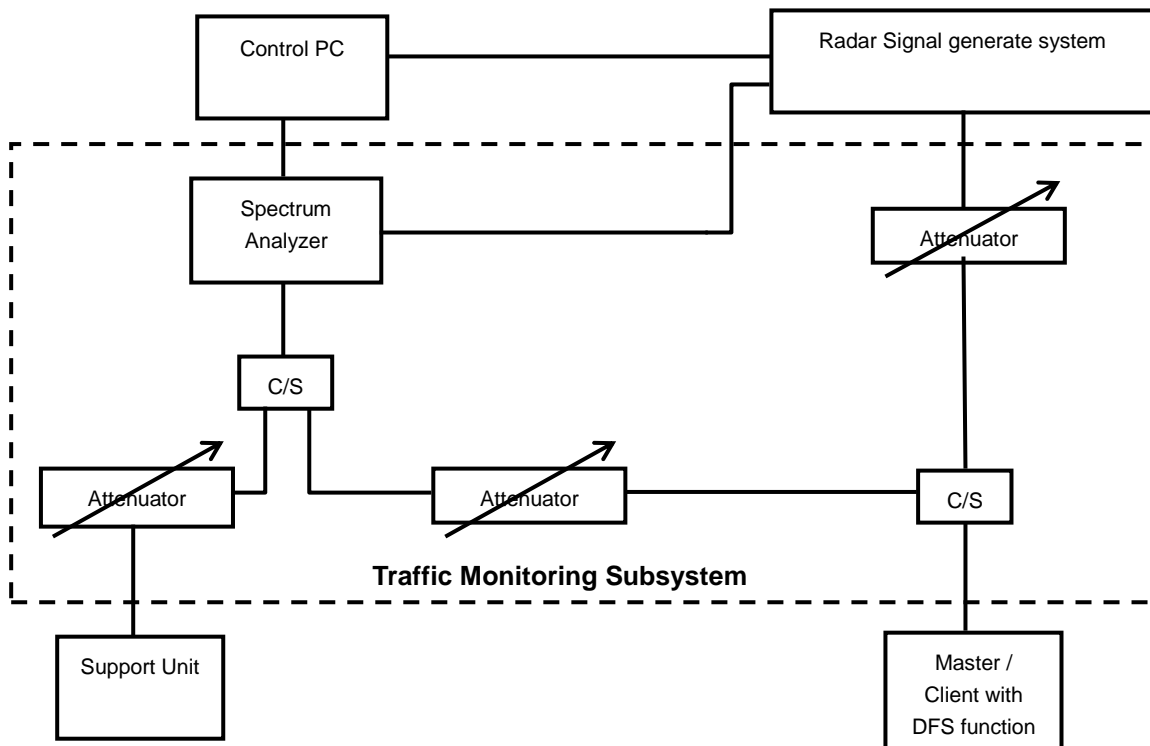 Control PC
Radar Signal generate system
Spectrum
Analyzer
Attenuator
C/S
Attenuator
Attenuator
C/S
Traffic Monitoring Subsystem
Support Unit
Master /
Client with
DFS function